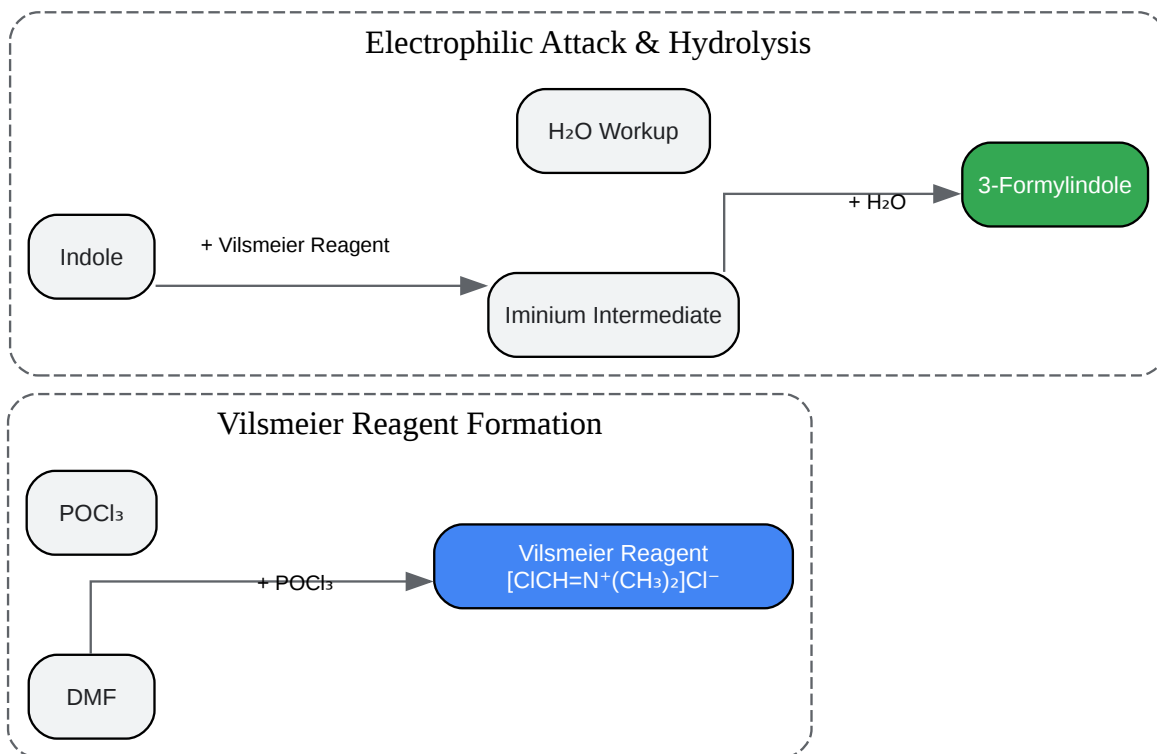 Electrophilic Attack & Hydrolysis
H₂O Workup
3-Formylindole
+ H₂O
Indole
+ Vilsmeier Reagent
Iminium Intermediate
Vilsmeier Reagent Formation
POCl₃
Vilsmeier Reagent
[ClCH=N⁺(CH₃)₂]Cl⁻
+ POCl₃
DMF